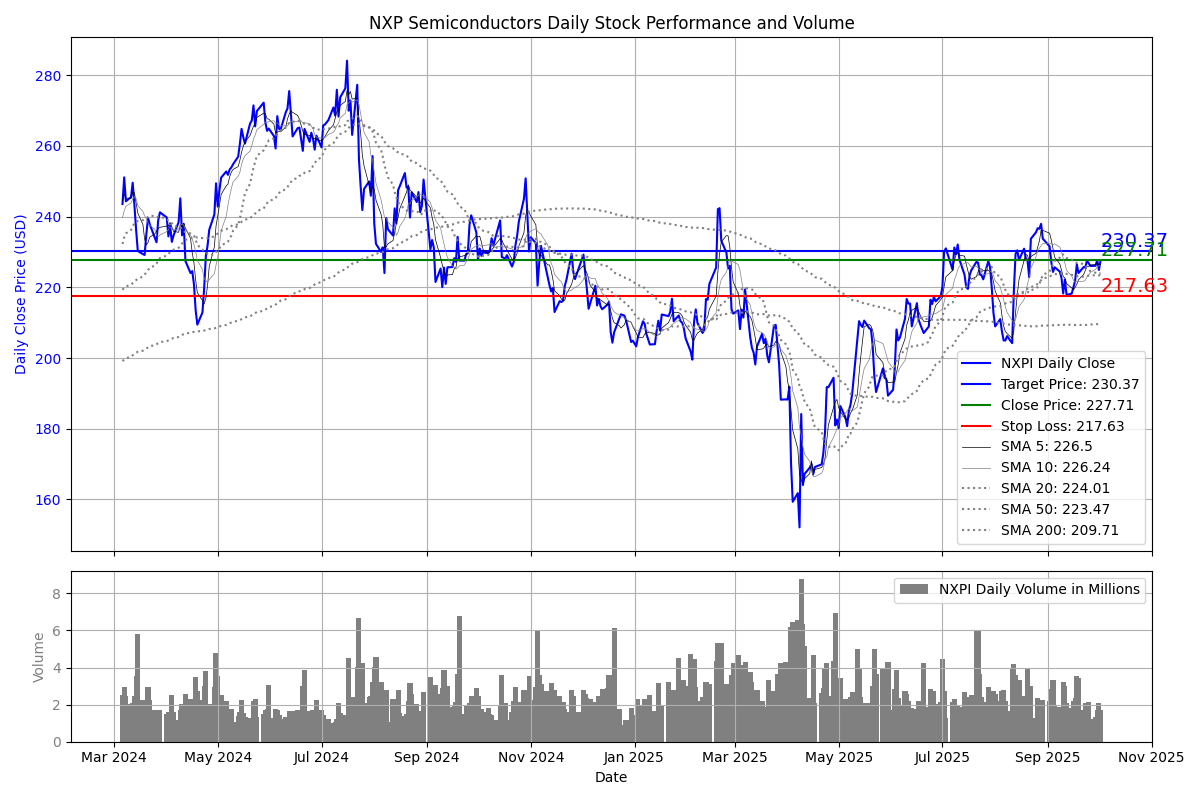 NXP Semiconductors Daily Stock Performance and Volume
Daily Close Price (USD)
280
260
240
220
200
180
160
230.37
227.71
217.63
NXPI Daily Close
Target Price: 230.37
Close Price: 227.71
Stop Loss: 217.63
SMA 5: 226.5
SMA 10: 226.24
SMA 20: 224.01
SMA 50: 223.47
SMA 200: 209.71
Volume
8
6
4
2
0
NXPI Daily Volume in Millions
Mar 2024
May 2024
Jul 2024
Sep 2024
Nov 2024
Jan 2025
Mar 2025
May 2025
Jul 2025
Sep 2025
Nov 2025
Date